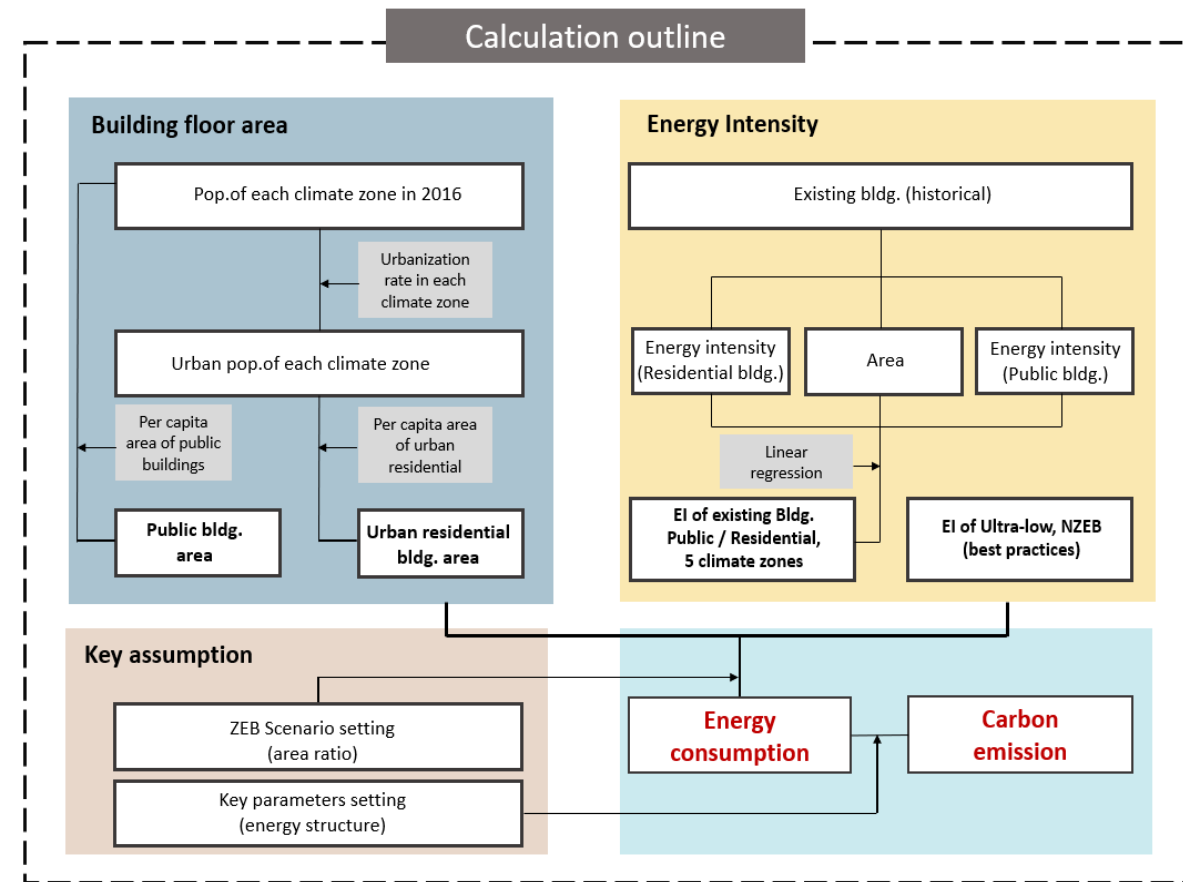 Calculation outline
Building floor area
Pop.of each climate zone in 2016
Urbanization
rate in each
climate zone
Urban pop.of each climate zone
Per capita
area of public
buildings
Per capita area
of urban
residential
Public bldg.
area
Urban residential
bldg. area
Energy Intensity
Existing bldg. (historical)
Energy intensity
(Residential bldg.)
Area
Energy intensity
(Public bldg.)
Linear
regression
EI of existing Bldg.
Public / Residential,
5 climate zones
EI of Ultra-low, NZEB
(best practices)
Key assumption
ZEB Scenario setting
(area ratio)
Key parameters setting
(energy structure)
Energy
consumption
Carbon
emission